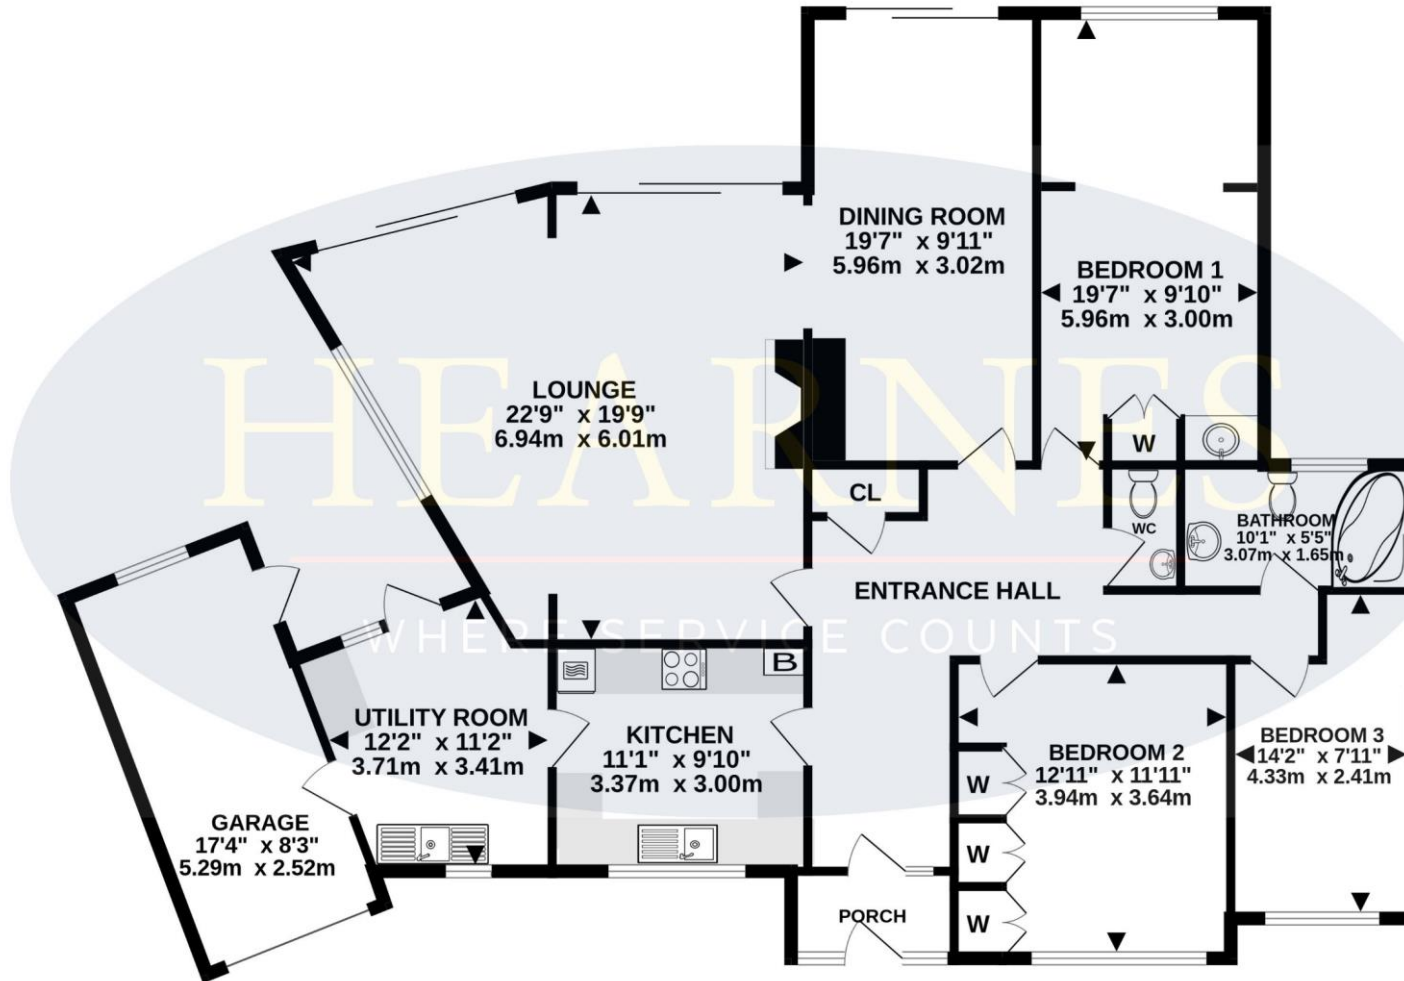 DINING ROOM
19'7" x 9'11"
5.96m x 3.02m
BEDROOM 1
19'7" x 9'10"
5.96m x 3.00m
LOUNGE
22'9" x 19'9"
6.94m x 6.01m
HEARNES
W
CL
WC
BATHROOM
10'1" x 5'5"
3.07m x 1.65m
ENTRANCE HALL
WHERE SERVICE COUNTS
B
UTILITY ROOM
12'2" x 11'2"
3.71m x 3.41m
KITCHEN
11'1" x 9'10"
3.37m x 3.00m
BEDROOM 2
12'11" x 11'11"
3.94m x 3.64m
BEDROOM 3
14'2" x 7'11"
4.33m x 2.41m
W
W
W
GARAGE
17'4" x 8'3"
5.29m x 2.52m
PORCH